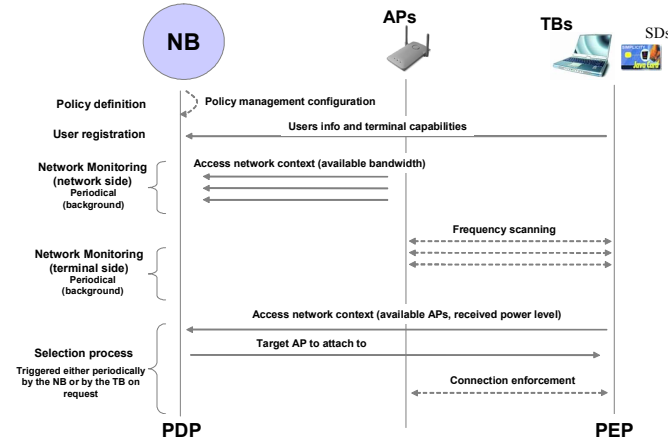 APs
TBs
SDs
NB
SIMPLICITY
Java Card
Policy definition
Policy management configuration
User registration
Users info and terminal capabilities
Network Monitoring
(network side)
Periodical
(background)
Access network context (available bandwidth)
Frequency scanning
Network Monitoring
(terminal side)
Periodical
(background)
Access network context (available APs, received power level)
Target AP to attach to
Selection process
Triggered either periodically
by the NB or by the TB on
request
Connection enforcement
PDP
PEP